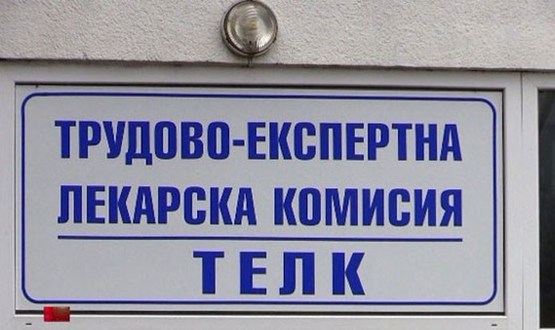 ТРУДОВО-ЕКСПЕРТНА
ЛЕКАРСКА КОМИСИЯ
ТЕЛК